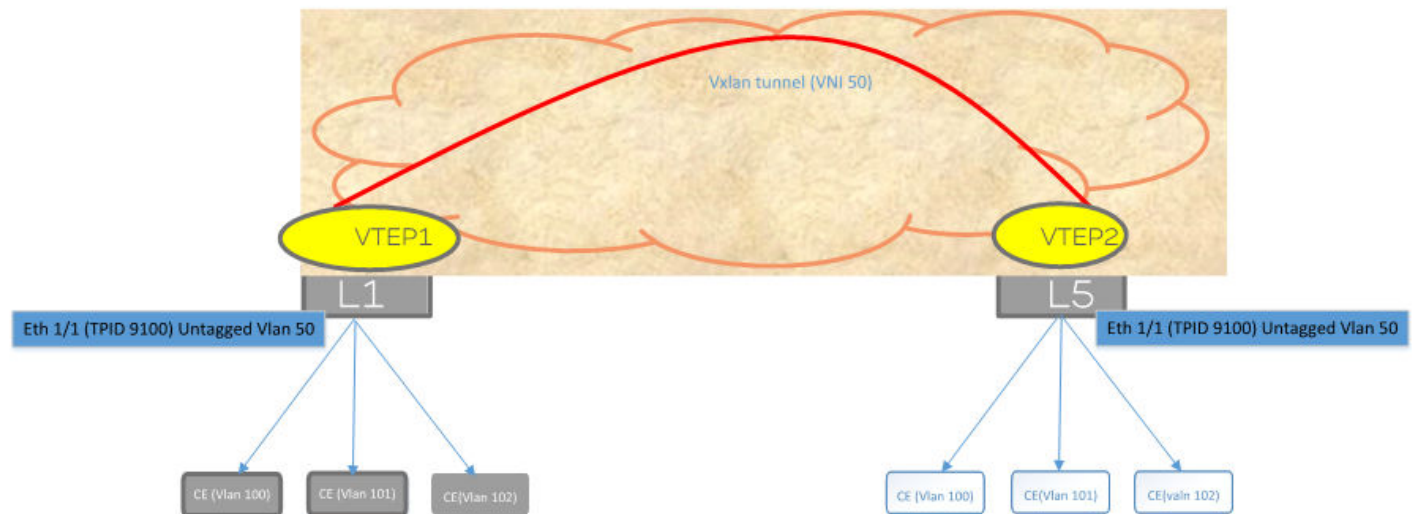 Vxlan tunnel (VNI 50)
VTEP1
VTEP2
L1
L5
Eth 1/1 (TPID 9100) Untagged Vlan 50
Eth 1/1 (TPID 9100) Untagged Vlan 50
CE (Vlan 100)
CE (Vlan 101)
CE(Vlan 102)
CE (Vlan 100)
CE(Vlan 101)
CE(valn 102)